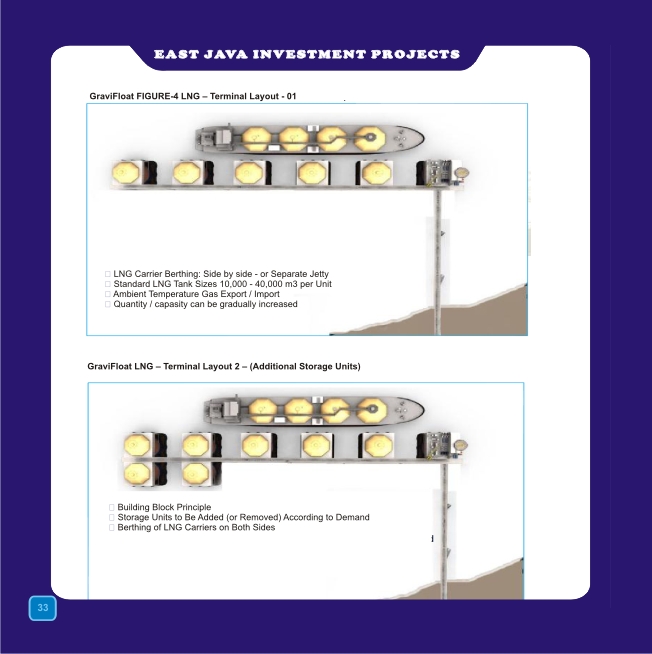 EAST JAVA INVESTMENT PROJECTS
GraviFloat FIGURE-4 LNG – Terminal Layout - 01
LNG Carrier Berthing: Side by side - or Separate Jetty
Standard LNG Tank Sizes 10,000 - 40,000 m3 per Unit
Ambient Temperature Gas Export / Import
Quantity / capasity can be gradually increased
GraviFloat LNG – Terminal Layout 2 – (Additional Storage Units)
Building Block Principle
Storage Units to Be Added (or Removed) According to Demand
Berthing of LNG Carriers on Both Sides
33